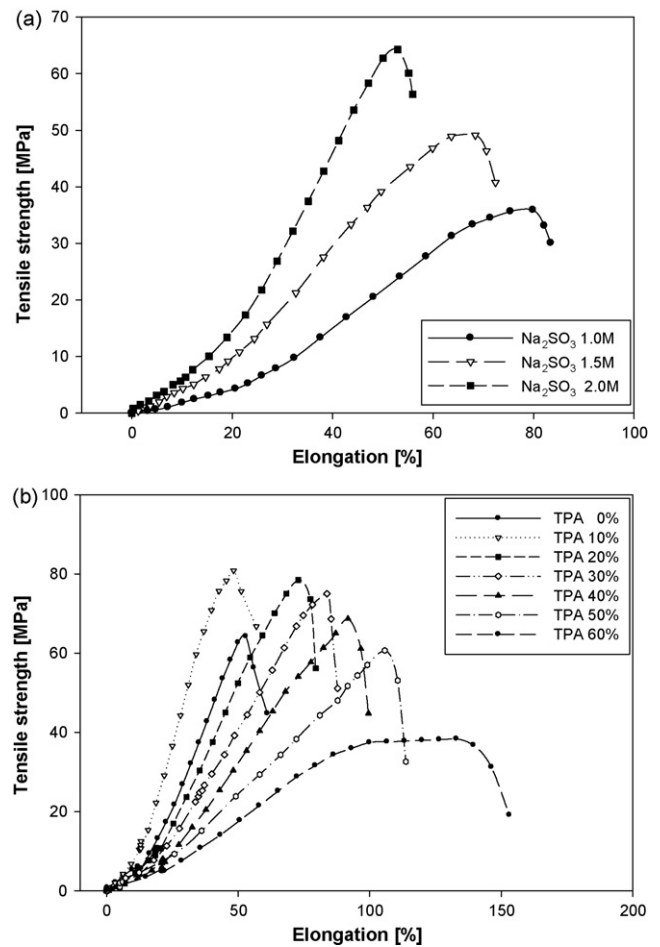 (a)
70
60
50
40
30
20
10
0
Tensile strength [MPa]
Na₂SO₃ 1.0M
Na₂SO₃ 1.5M
Na₂SO₃ 2.0M
0 20 40 60 80 100
Elongation [%]
(b)
100
80
60
40
20
0
Tensile strength [MPa]
TPA 0%
TPA 10%
TPA 20%
TPA 30%
TPA 40%
TPA 50%
TPA 60%
0 50 100 150 200
Elongation [%]